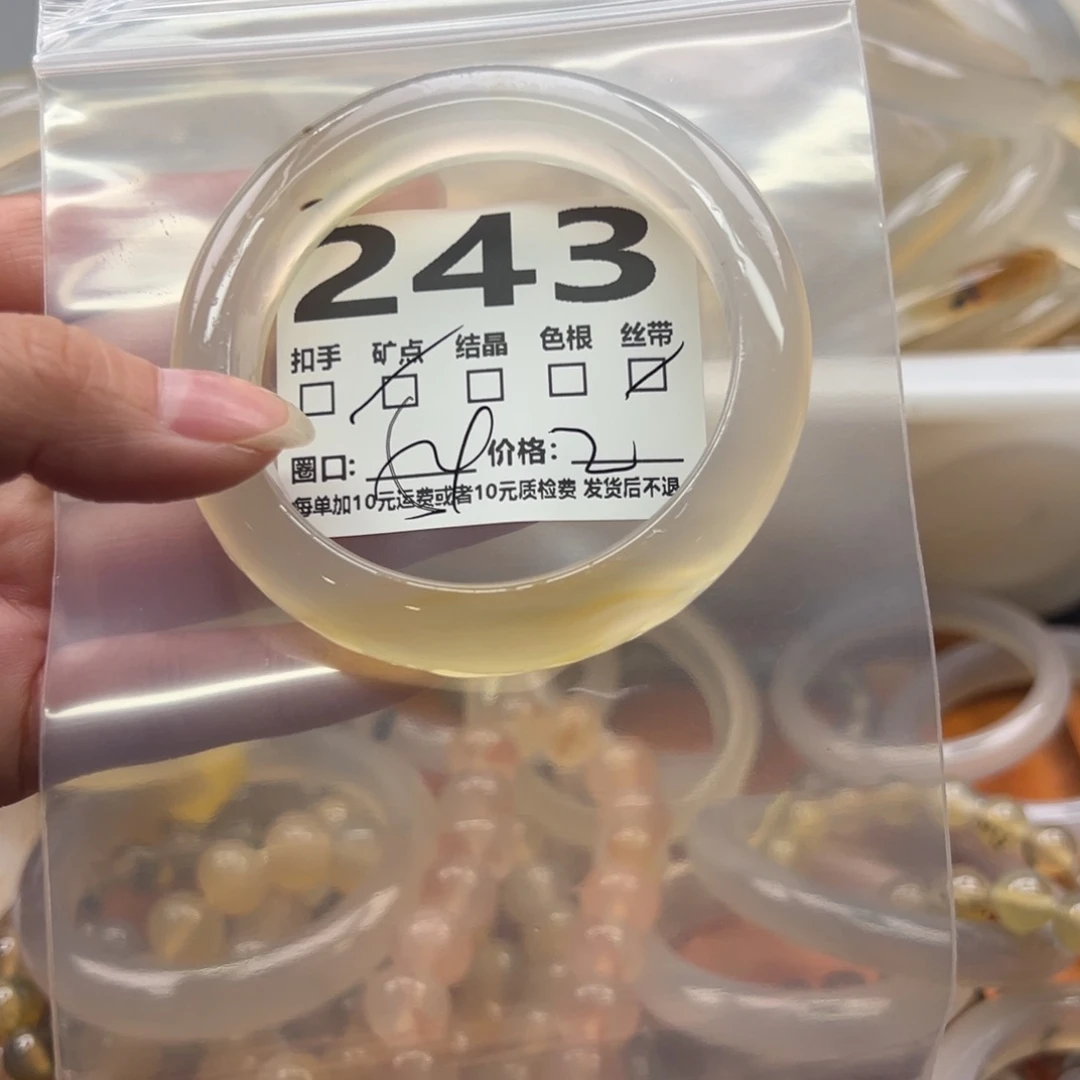 243
扣手 矿点 结晶 色根 丝带
圈口: 价格:
每单加10元运费或者10元质检费 发货后不退